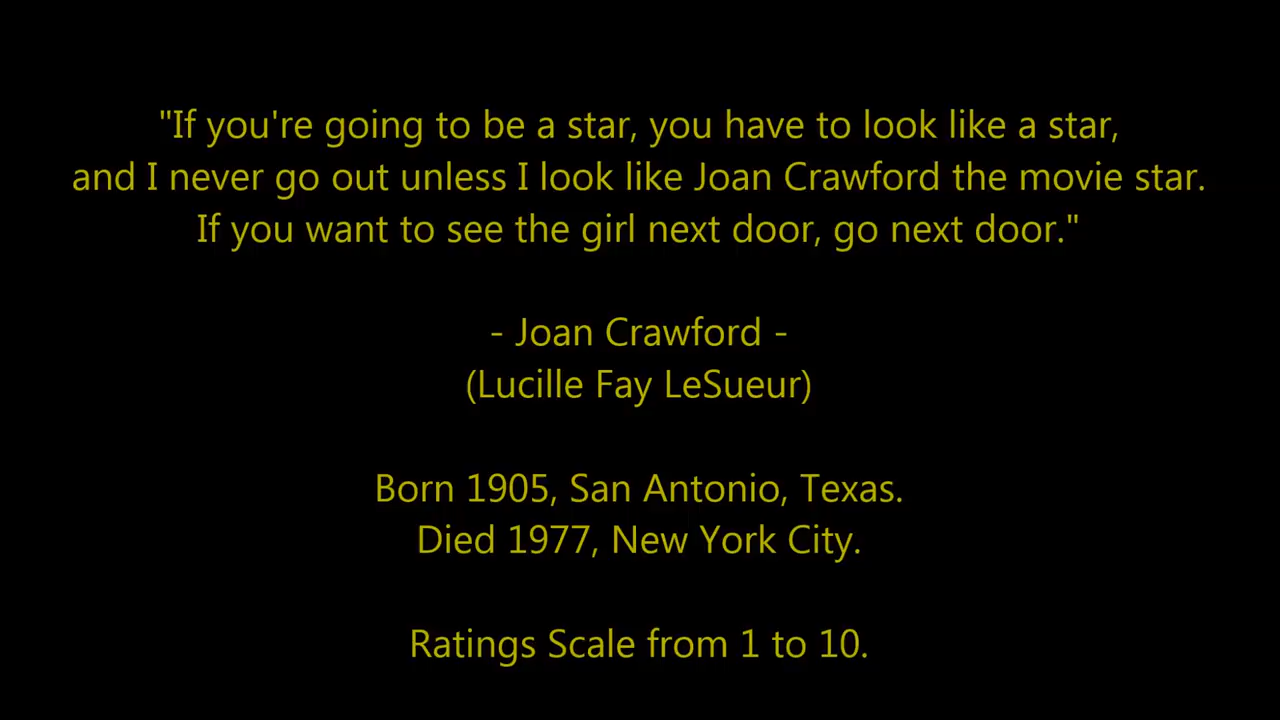 "If you're going to be a star, you have to look like a star,
and I never go out unless I look like Joan Crawford the movie star.
If you want to see the girl next door, go next door."
- Joan Crawford -
(Lucille Fay LeSueur)
Born 1905, San Antonio, Texas.
Died 1977, New York City.
Ratings Scale from 1 to 10.